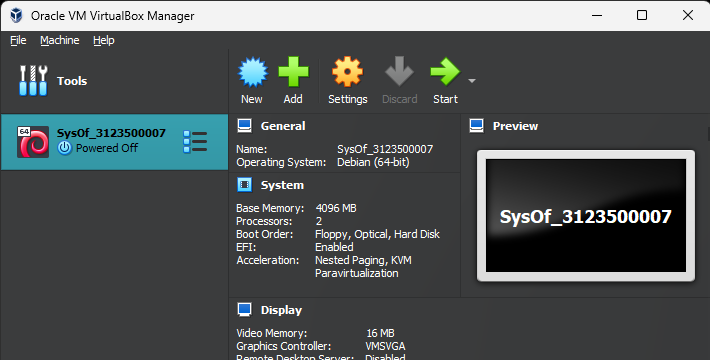 Oracle VM VirtualBox Manager
File Machine Help
Tools
New Add Settings Discard Start
64
SysOf_3123500007
Powered Off
General
Name: SysOf_3123500007
Operating System: Debian (64-bit)
System
Base Memory: 4096 MB
Processors: 2
Boot Order: Floppy, Optical, Hard Disk
EFI: Enabled
Acceleration: Nested Paging, KVM
Paravirtualization
Preview
SysOf_3123500007
Display
Video Memory: 16 MB
Graphics Controller: VMSVGA
Remote Desktop Server: Disabled